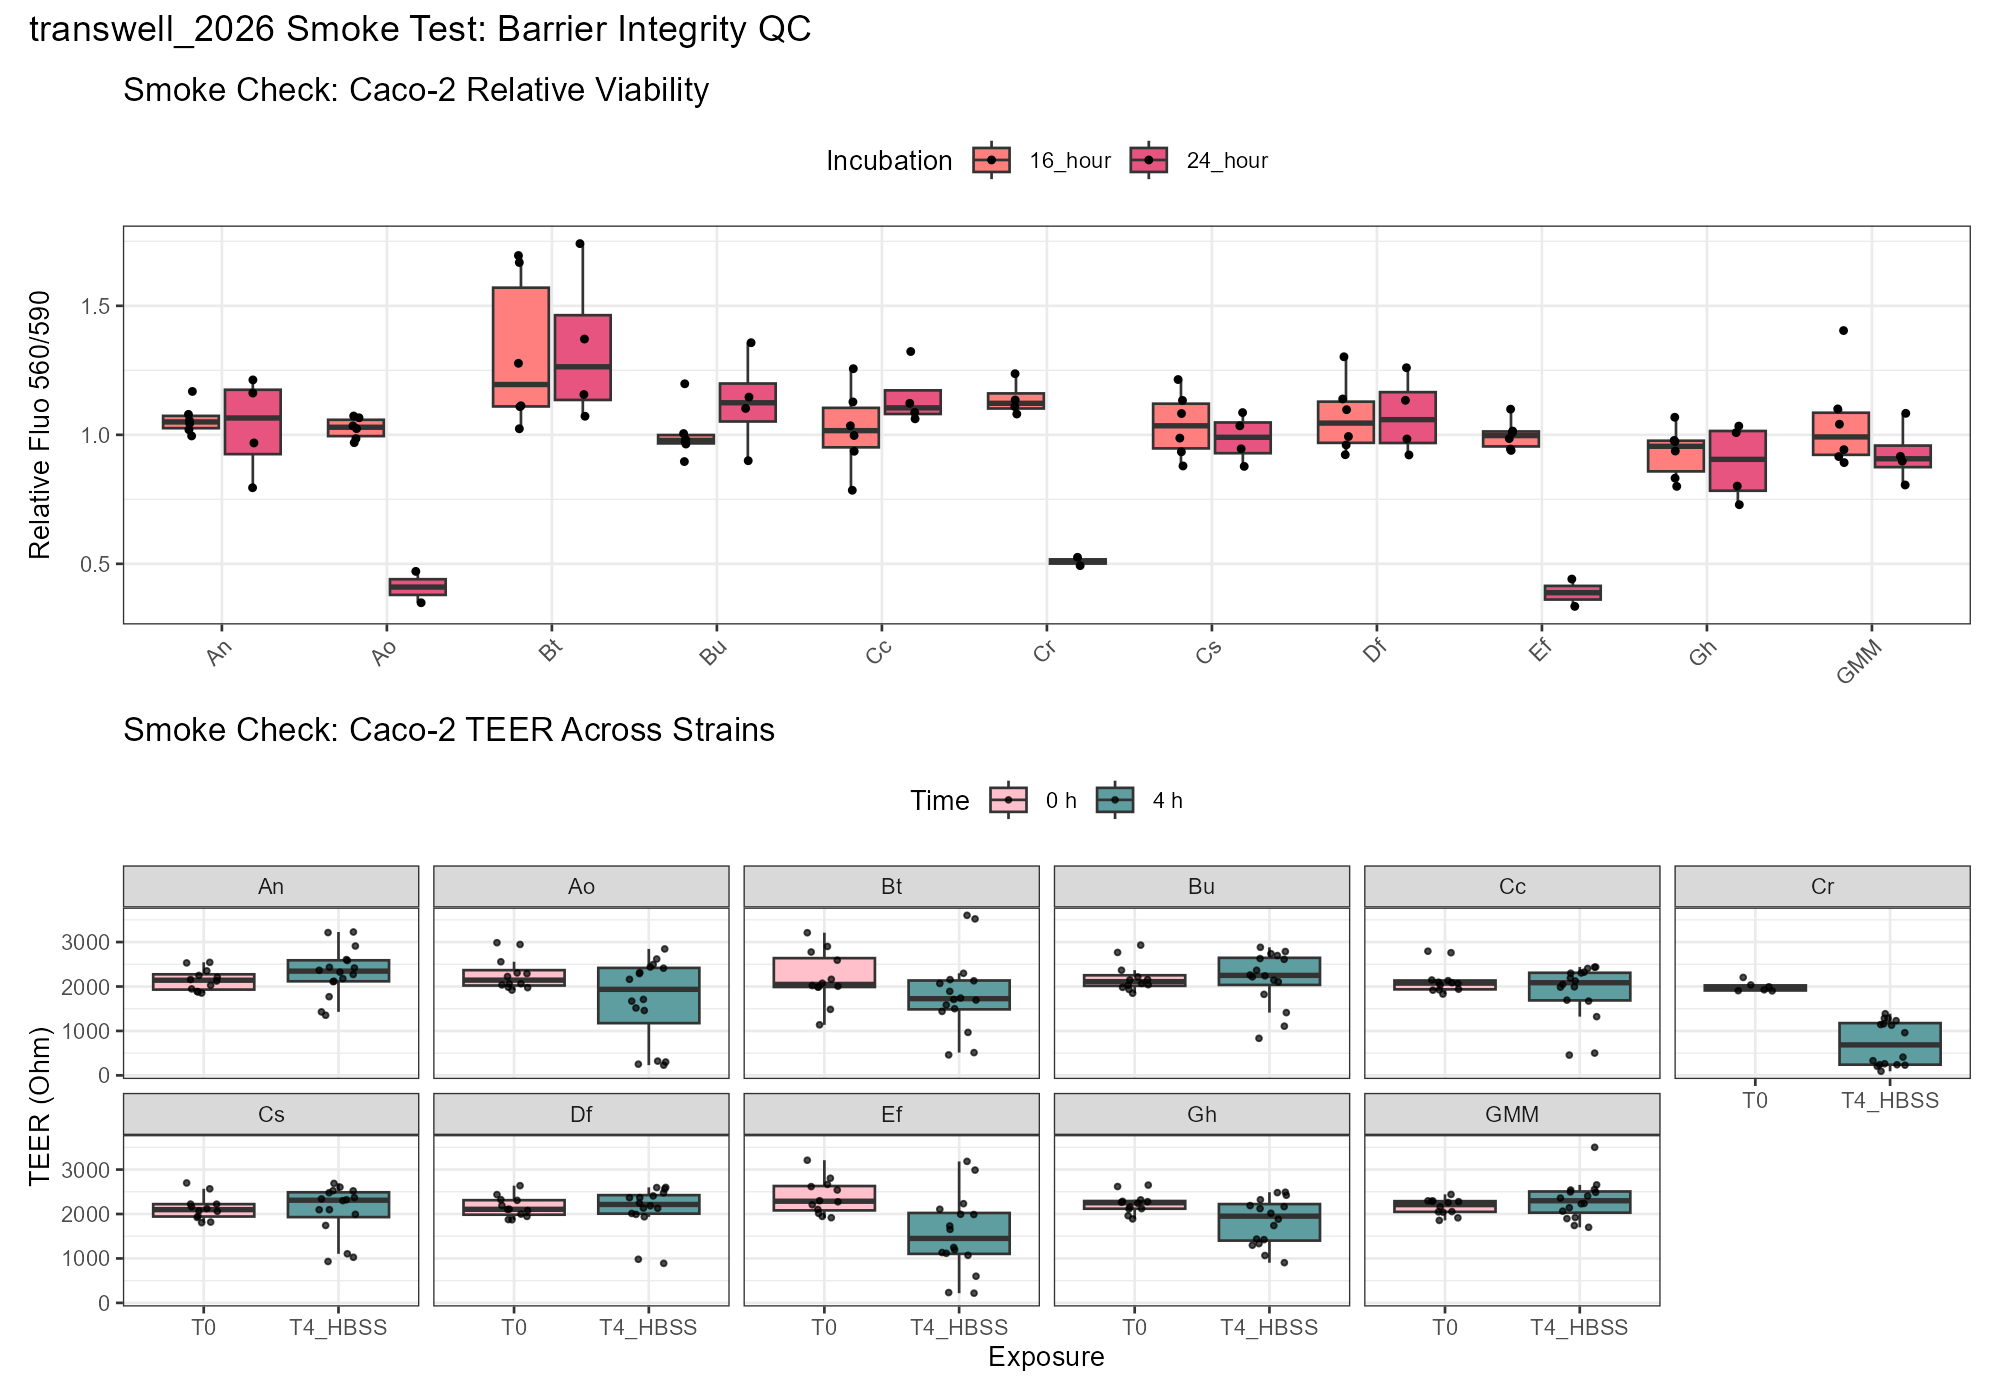 transwell_2026 Smoke Test: Barrier Integrity QC
Smoke Check: Caco-2 Relative Viability
Incubation 16_hour 24_hour
Relative Fluo 560/590
1.5
1.0
0.5
An Ao Bt Bu Cc Cr Cs Df Ef Gh GMM
Smoke Check: Caco-2 TEER Across Strains
Time 0 h 4 h
TEER (Ohm)
An Ao Bt Bu Cc Cr
3000
2000
1000
0
T0 T4_HBSS
Cs Df Ef Gh GMM
3000
2000
1000
0
T0 T4_HBSS T0 T4_HBSS T0 T4_HBSS T0 T4_HBSS T0 T4_HBSS
Exposure